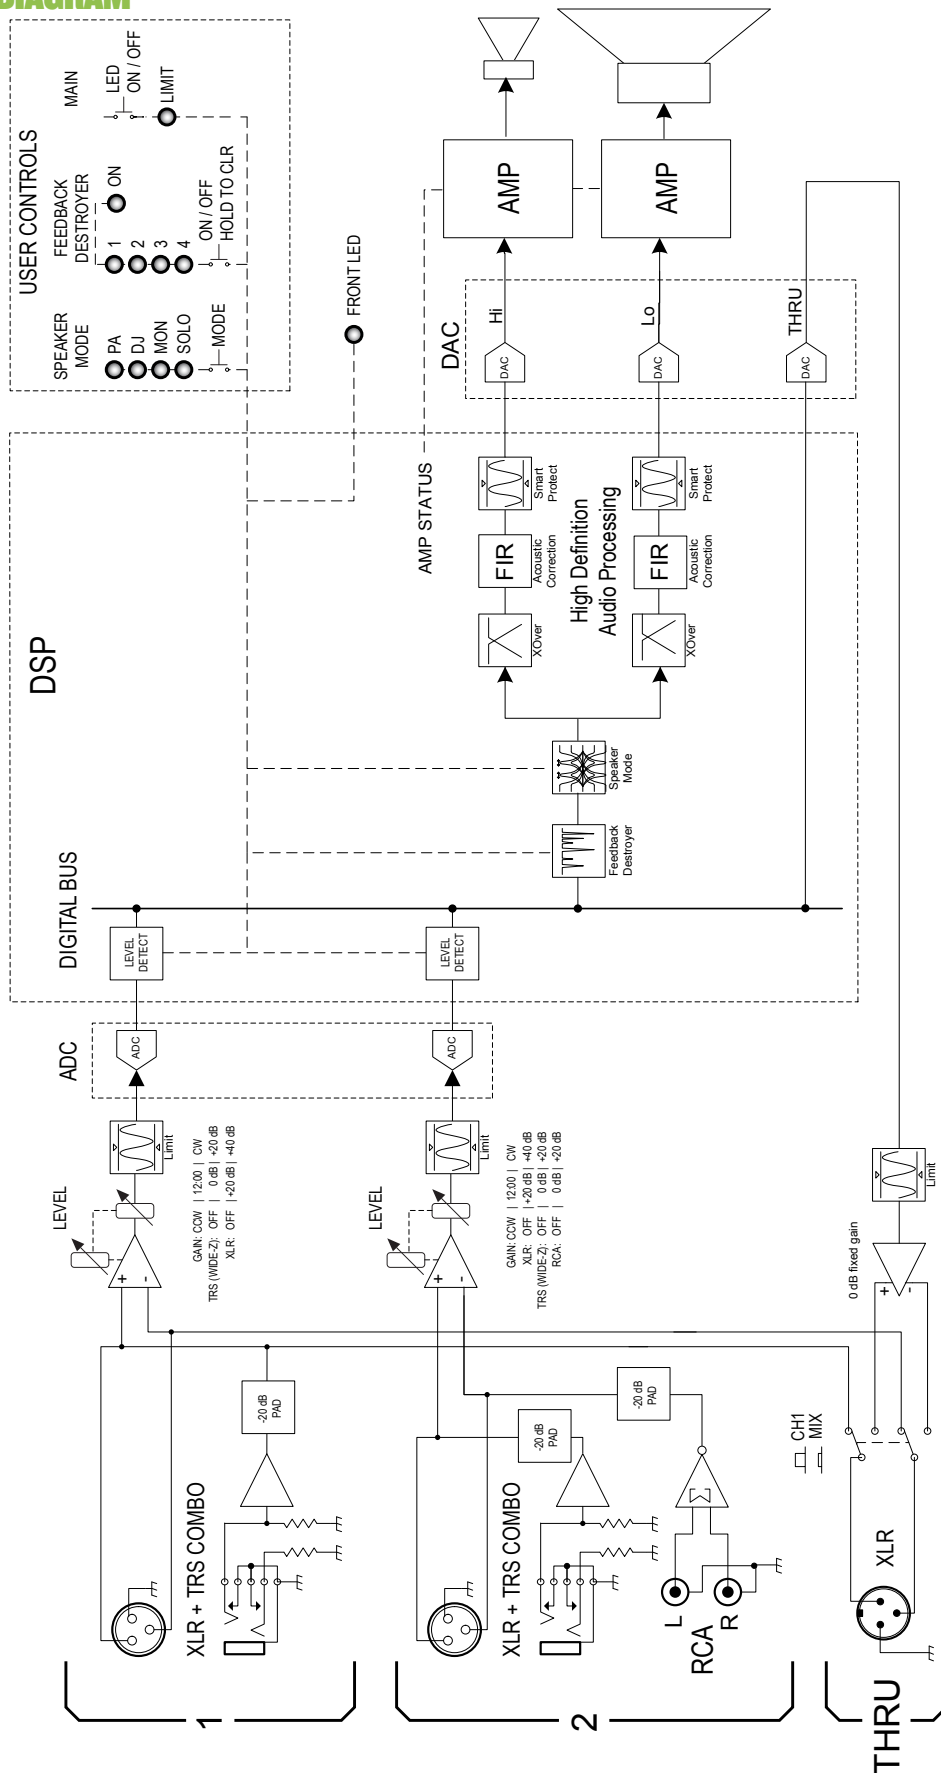 DIAGRAM
USER CONTROLS
SPEAKER
MODE
PA
DJ
MON
SOLO
MODE
FEEDBACK
DESTROYER
1
2
3
4
ON
ON / OFF
HOLD TO CLR
MAIN
LED
ON / OFF
LIMIT
FRONT LED
DSP
DIGITAL BUS
LEVEL
DETECT
LEVEL
DETECT
Feedback
Destroyer
Speaker
Mode
XOver
FIR
Acoustic
Correction
Smart
Protect
High Definition
Audio Processing
XOver
FIR
Acoustic
Correction
Smart
Protect
AMP STATUS
DAC
DAC
Hi
DAC
Lo
DAC
THRU
AMP
AMP
ADC
ADC
ADC
LEVEL
Limit
GAIN: CCW | 12:00 | CW
TRS (WIDE-Z): OFF | 0 dB | +20 dB
XLR: OFF | +20 dB | +40 dB
LEVEL
Limit
GAIN: CCW | 12:00 | CW
XLR: OFF | +20 dB | +40 dB
TRS (WIDE-Z): OFF | 0 dB | +20 dB
RCA: OFF | 0 dB | +20 dB
+
-
+
-
-20 dB
PAD
-20 dB
PAD
-20 dB
PAD
XLR + TRS COMBO
1
XLR + TRS COMBO
Σ
L
R
RCA
2
CH1
MIX
0 dB fixed gain
+
-
Limit
XLR
THRU